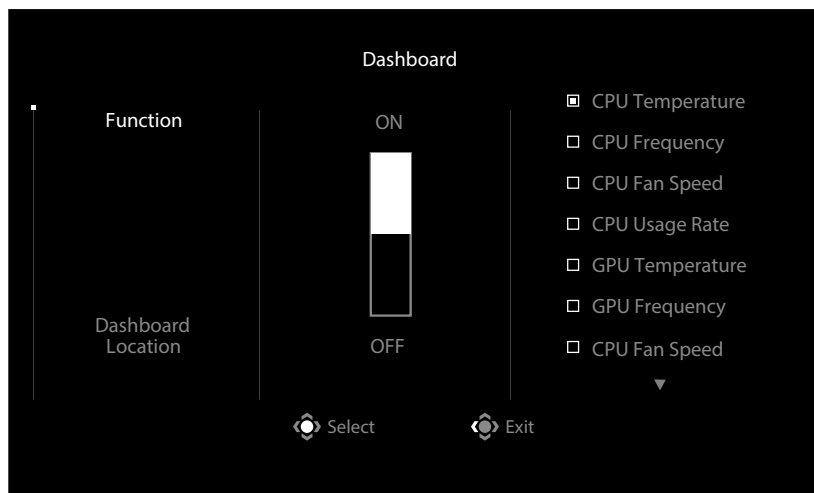 Dashboard
Function
Dashboard
Location
ON
OFF
CPU Temperature
CPU Frequency
CPU Fan Speed
CPU Usage Rate
GPU Temperature
GPU Frequency
CPU Fan Speed
Select
Exit